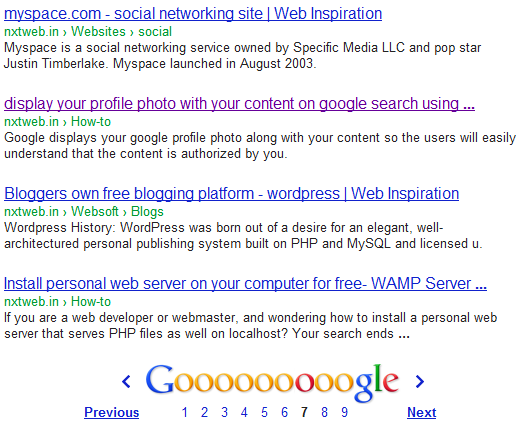 myspace.com - social networking site | Web Inspiration
nxtweb.in › Websites › social
Myspace is a social networking service owned by Specific Media LLC and pop star
Justin Timberlake. Myspace launched in August 2003.
display your profile photo with your content on google search using ...
nxtweb.in › How-to
Google displays your google profile photo along with your content so the users will easily
understand that the content is authorized by you.
Bloggers own free blogging platform - wordpress | Web Inspiration
nxtweb.in › Websoft › Blogs
Wordpress History: WordPress was born out of a desire for an elegant, well-
architectured personal publishing system built on PHP and MySQL and licensed u.
Install personal web server on your computer for free- WAMP Server ...
nxtweb.in › How-to
If you are a web developer or webmaster, and wondering how to install a personal web
server that serves PHP files as well on localhost? Your search ends ...
‹ Gooooooooogle ›
Previous 1 2 3 4 5 6 7 8 9 Next